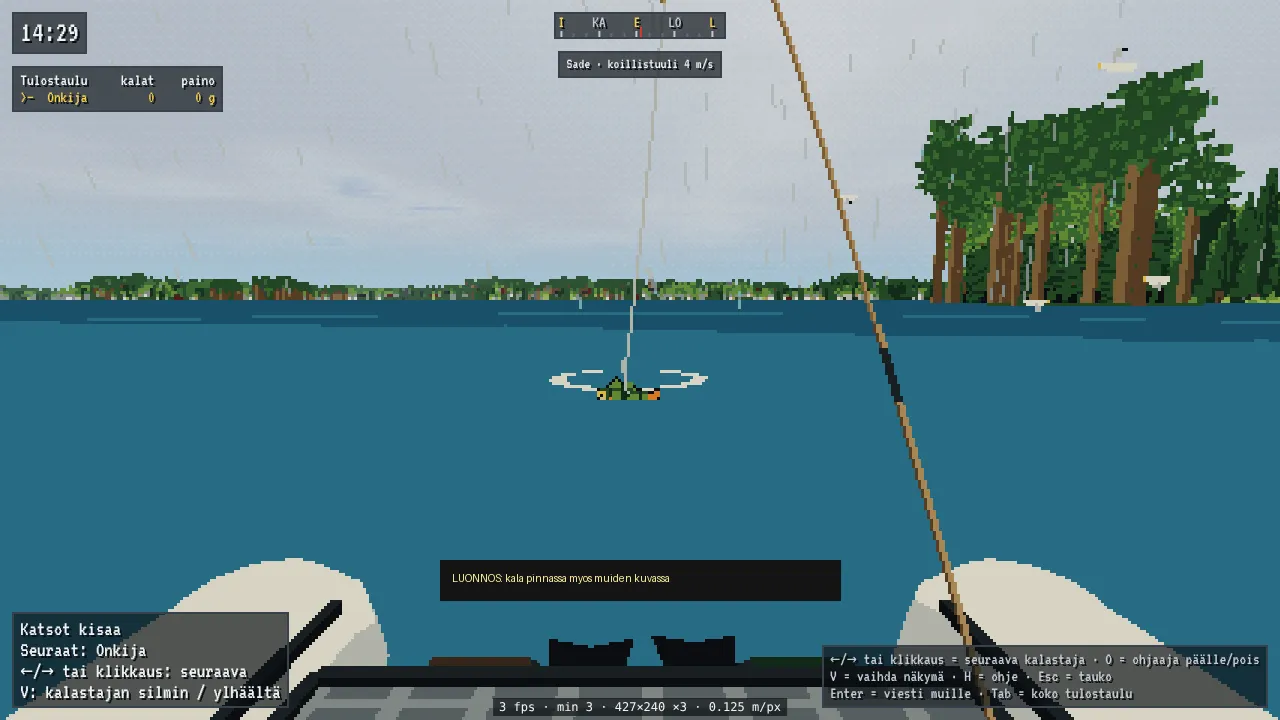 14:29
I KA E LO L
Sade · koillistuuli 4 m/s
Tulostaulu kalat paino
>- Onkija 0 0 g
LUONNOS: kala pinnassa myos muiden kuvassa
Katsot kisaa
Seuraat: Onkija
←/→ tai klikkaus: seuraava
V: kalastajan silmin / ylhäältä
←/→ tai klikkaus = seuraava kalastaja · O = ohjaaja päälle/pois
V = vaihda näkymä · H = ohje · Esc = tauko
Enter = viesti muille · Tab = koko tulostaulu
3 fps · min 3 · 427×240 ×3 · 0.125 m/px